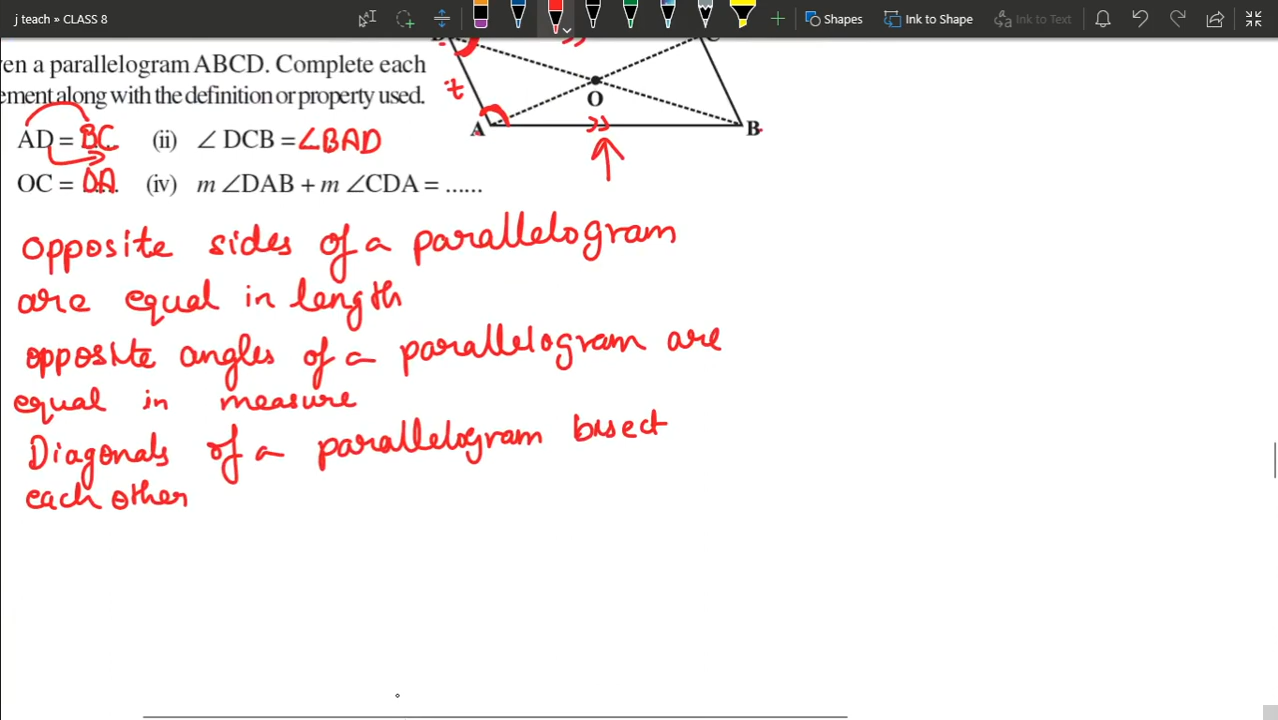 j teach » CLASS 8
Shapes
Ink to Shape
Ink to Text
en a parallelogram ABCD. Complete each
ement along with the definition or property used.
AD = BC (ii) ∠ DCB = ∠BAD
OC = OA (iv) m ∠DAB + m ∠CDA = ......
O
A
B
opposite sides of a parallelogram
are equal in length
opposite angles of a parallelogram are
equal in measure
Diagonals of a parallelogram bisect
each other